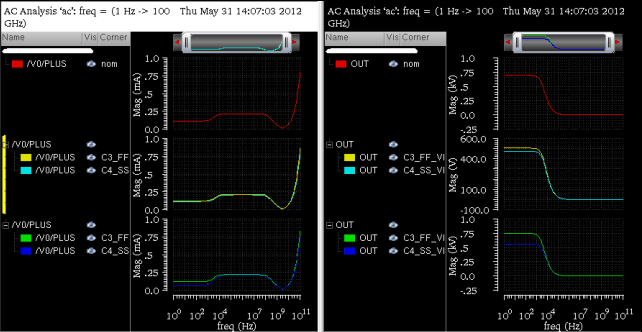 AC Analysis 'ac': freq = (1 Hz -> 100 GHz) Thu May 31 14:07:03 2012
Name Vis Corner
/V0/PLUS nom
1.0
.75
.5
.25
0.0
Mag (mA)
/V0/PLUS
/V0/PLUS C3_FF
/V0/PLUS C4_SS
1.0
.75
.5
.25
0.0
Mag (mA)
/V0/PLUS
/V0/PLUS C3_FF
/V0/PLUS C4_SS
1.0
.75
.5
.25
0.0
Mag (mA)
10^0 10^2 10^4 10^6 10^8 10^11
freq (Hz)
AC Analysis 'ac': freq = (1 Hz -> 100 GHz) Thu May 31 14:07:03 2012
Name Vis Corner
OUT nom
1.0
.75
.5
.25
0.0
-.25
Mag (kV)
OUT
OUT C3_FF_VI
OUT C4_SS_VI
600.0
400.0
100.0
-100.0
Mag (V)
OUT
OUT C3_FF_VI
OUT C4_SS_VI
1.0
.75
.5
.25
0.0
-.25
Mag (kV)
10^0 10^2 10^4 10^6 10^8 10^11
freq (Hz)